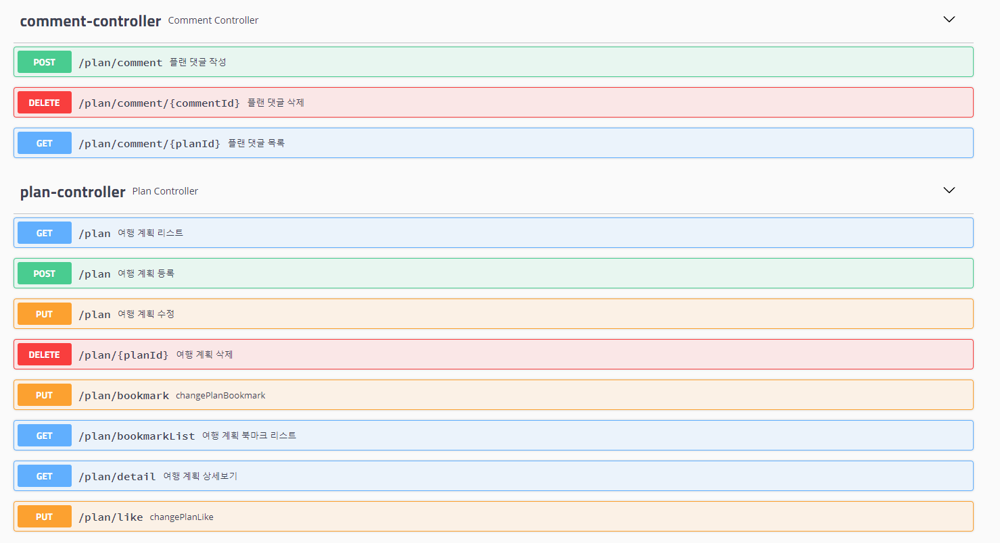 comment-controller Comment Controller
POST /plan/comment 플랜 댓글 작성
DELETE /plan/comment/{commentId} 플랜 댓글 삭제
GET /plan/comment/{planId} 플랜 댓글 목록
plan-controller Plan Controller
GET /plan 여행 계획 리스트
POST /plan 여행 계획 등록
PUT /plan 여행 계획 수정
DELETE /plan/{planId} 여행 계획 삭제
PUT /plan/bookmark changePlanBookmark
GET /plan/bookmarkList 여행 계획 북마크 리스트
GET /plan/detail 여행 계획 상세보기
PUT /plan/like changePlanLike